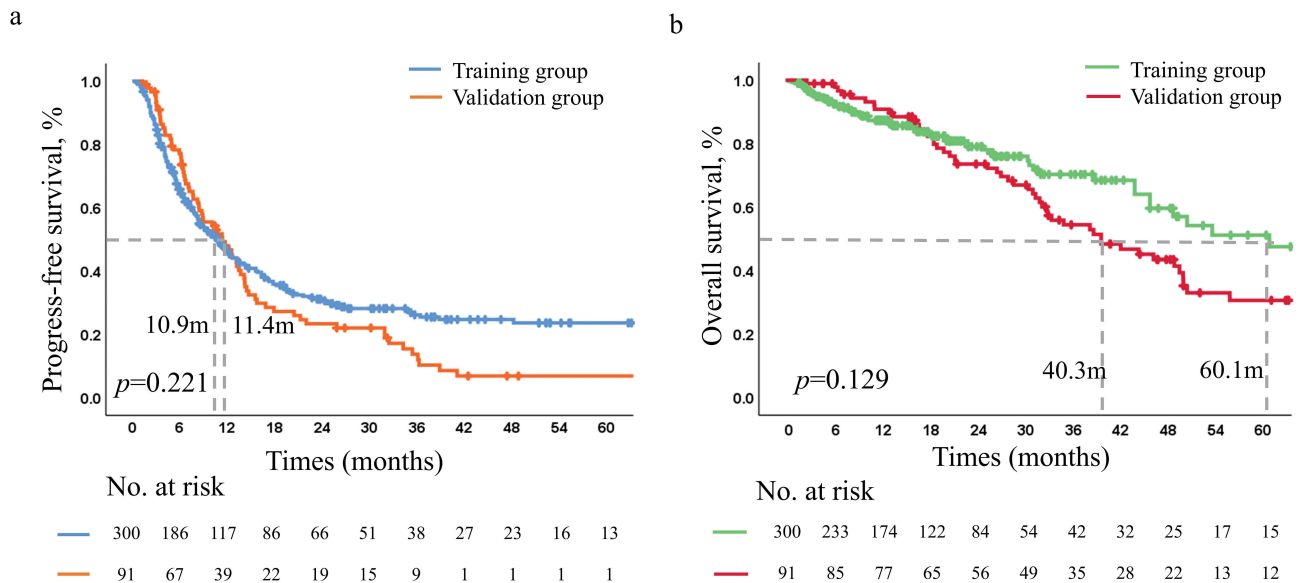 a
Progress-free survival, %
1.0
0.8
0.6
0.4
0.2
0.0
Training group
Validation group
10.9m
11.4m
p=0.221
0 6 12 18 24 30 36 42 48 54 60
Times (months)
No. at risk
300 186 117 86 66 51 38 27 23 16 13
91 67 39 22 19 15 9 1 1 1 1
b
Overall survival, %
1.0
0.8
0.6
0.4
0.2
0.0
Training group
Validation group
40.3m
60.1m
p=0.129
0 6 12 18 24 30 36 42 48 54 60
Times (months)
No. at risk
300 233 174 122 84 54 42 32 25 17 15
91 85 77 65 56 49 35 28 22 13 12